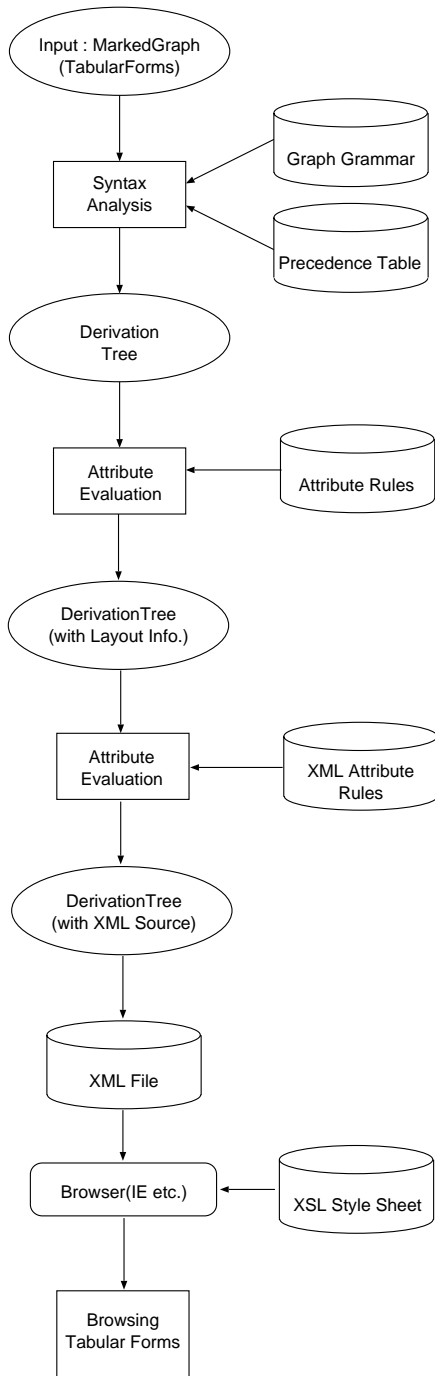 Input : MarkedGraph
(TabularForms)
Graph Grammar
Syntax
Analysis
Precedence Table
Derivation
Tree
Attribute
Evaluation
Attribute Rules
DerivationTree
(with Layout Info.)
Attribute
Evaluation
XML Attribute
Rules
DerivationTree
(with XML Source)
XML File
Browser(IE etc.)
XSL Style Sheet
Browsing
Tabular Forms